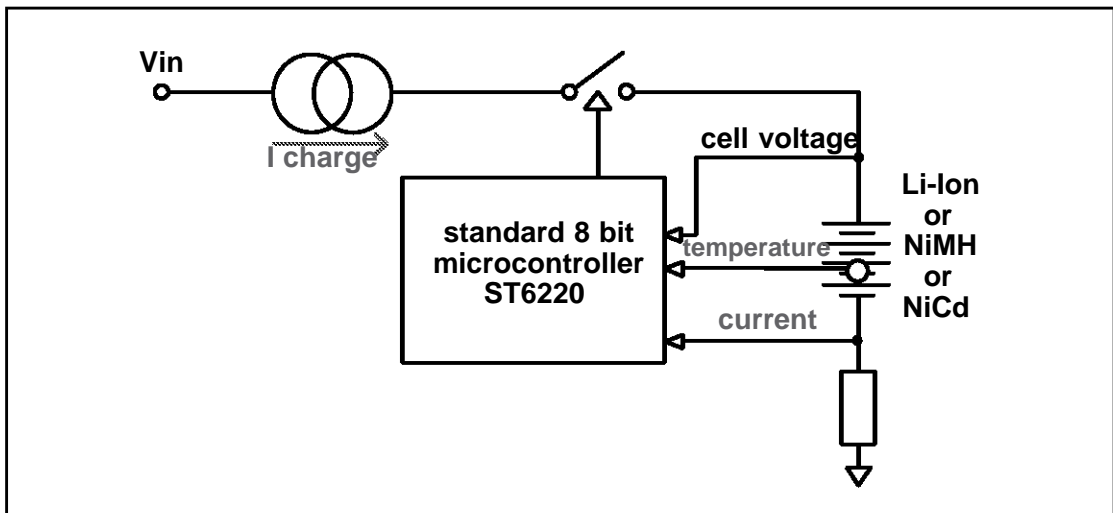 Vin
I charge
cell voltage
standard 8 bit
microcontroller
ST6220
temperature
current
Li-Ion
or
NiMH
or
NiCd